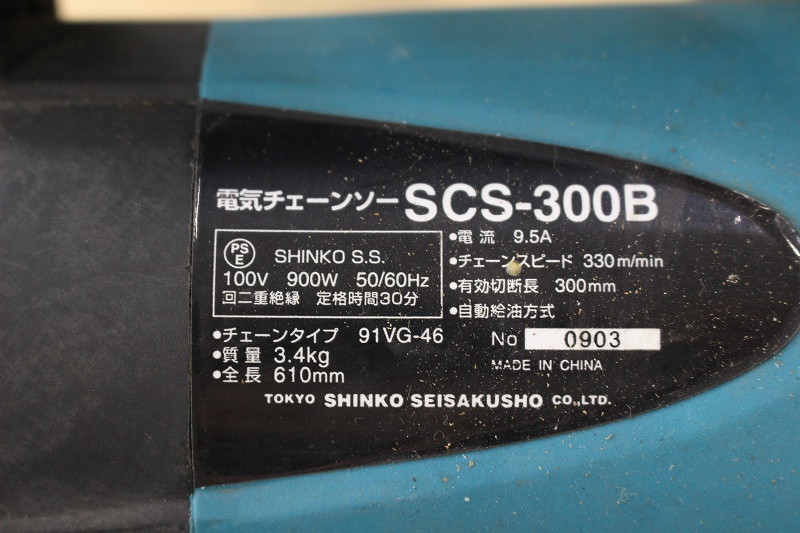 電気チェーンソー SCS-300B
PS
E
SHINKO S.S.
100V 900W 50/60Hz
回二重絶縁 定格時間30分
•チェーンタイプ 91VG-46
•質量 3.4kg
•全長 610mm
•電流 9.5A
•チェーンスピード 330m/min
•有効切断長 300mm
•自動給油方式
No 0903
MADE IN CHINA
TOKYO SHINKO SEISAKUSHO CO.,LTD.